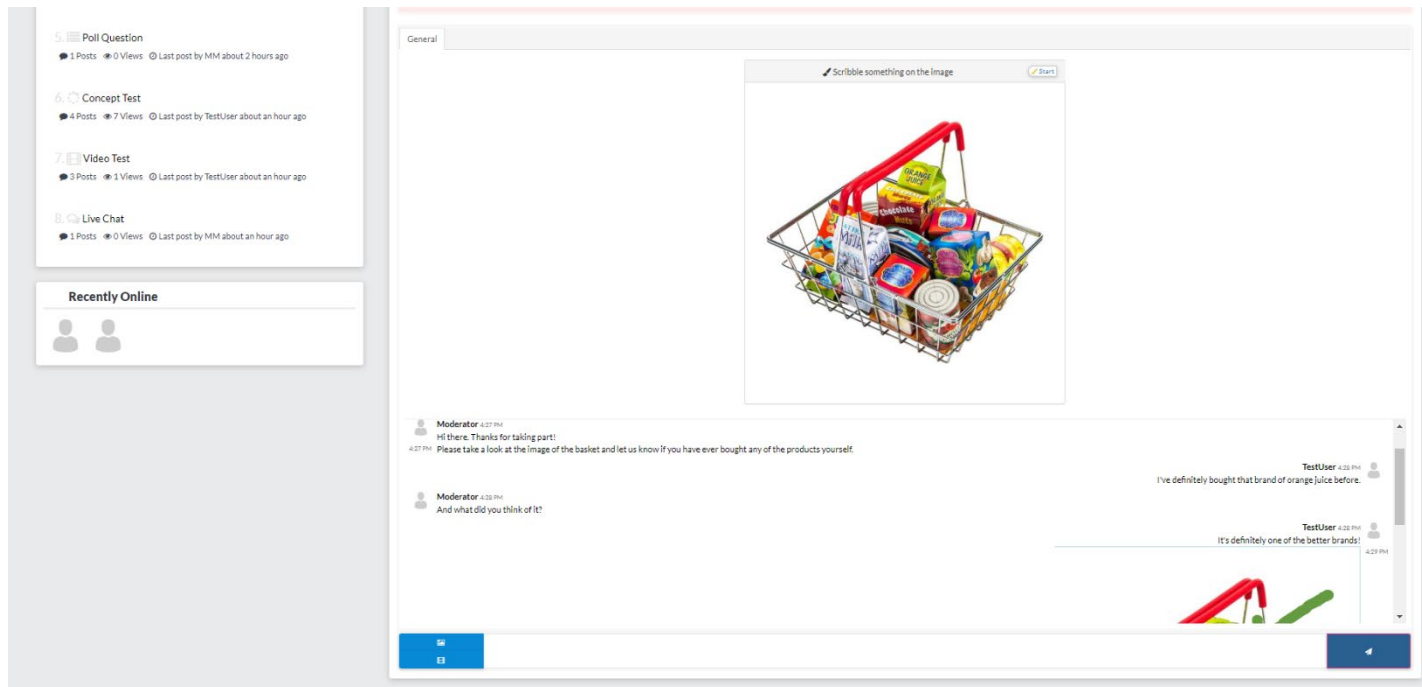 5. Poll Question
1 Posts 0 Views Last post by MM about 2 hours ago
6. Concept Test
4 Posts 7 Views Last post by TestUser about an hour ago
7. Video Test
3 Posts 1 Views Last post by TestUser about an hour ago
8. Live Chat
1 Posts 0 Views Last post by MM about an hour ago
Recently Online
General
Scribble something on the image
Start
ORANGE
JUICE
Chocolate
Moderator 4:27 PM
Hi there. Thanks for taking part!
4:27 PM Please take a look at the image of the basket and let us know if you have ever bought any of the products yourself.
TestUser 4:28 PM
I've definitely bought that brand of orange juice before.
Moderator 4:28 PM
And what did you think of it?
TestUser 4:28 PM
It's definitely one of the better brands!
4:29 PM